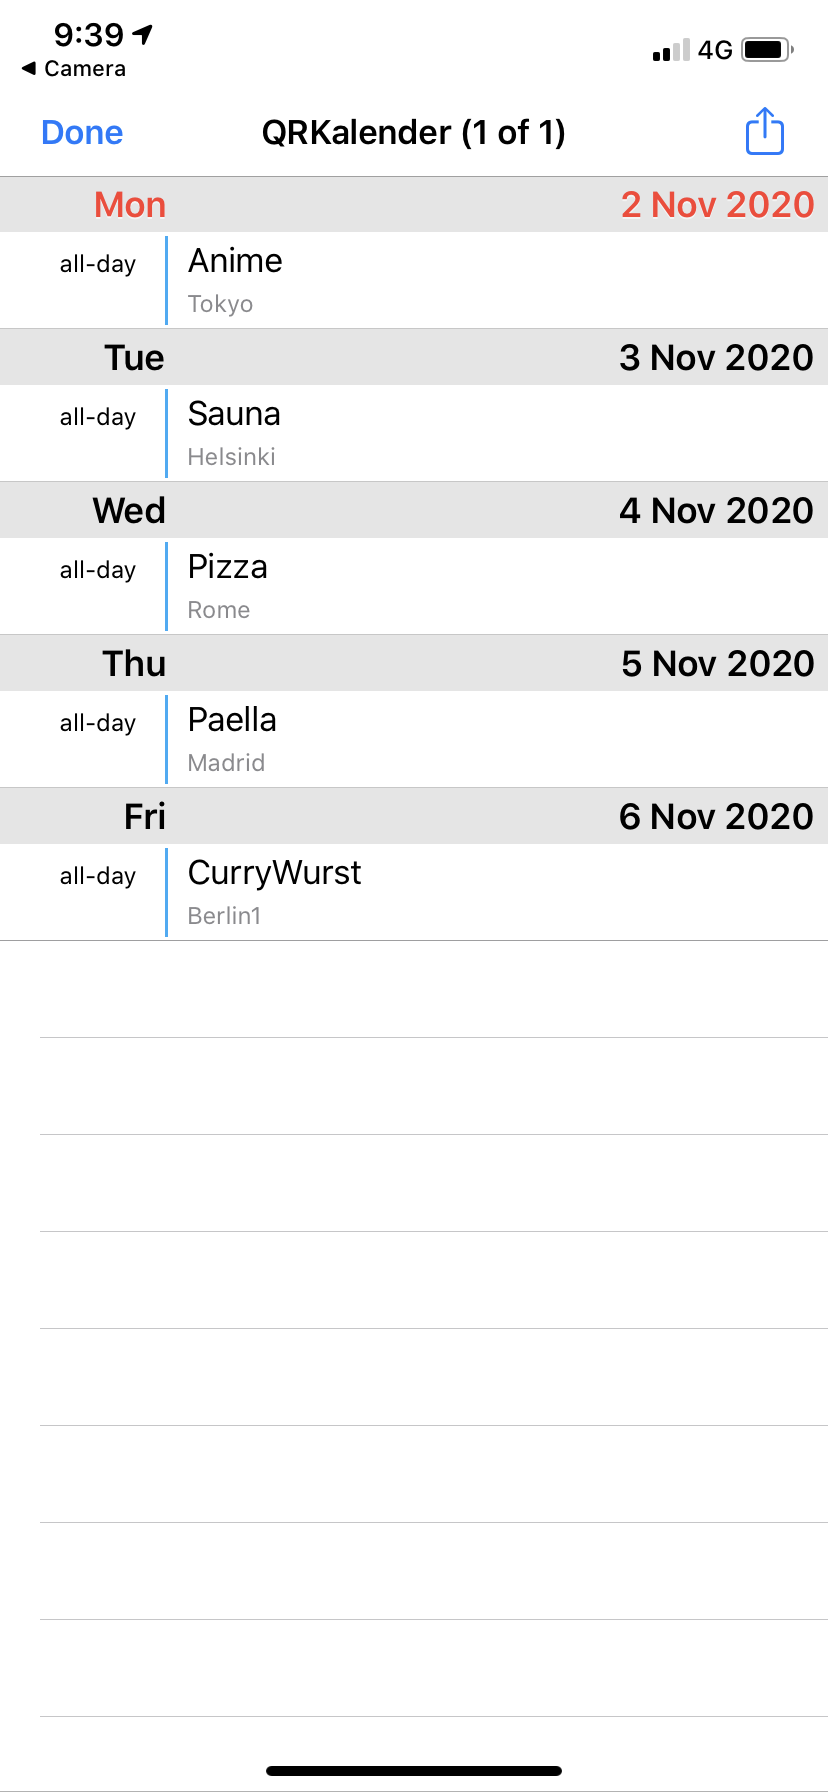 9:39
◀ Camera
4G
Done
QRKalender (1 of 1)
Mon 2 Nov 2020
all-day Anime
Tokyo
Tue 3 Nov 2020
all-day Sauna
Helsinki
Wed 4 Nov 2020
all-day Pizza
Rome
Thu 5 Nov 2020
all-day Paella
Madrid
Fri 6 Nov 2020
all-day CurryWurst
Berlin1